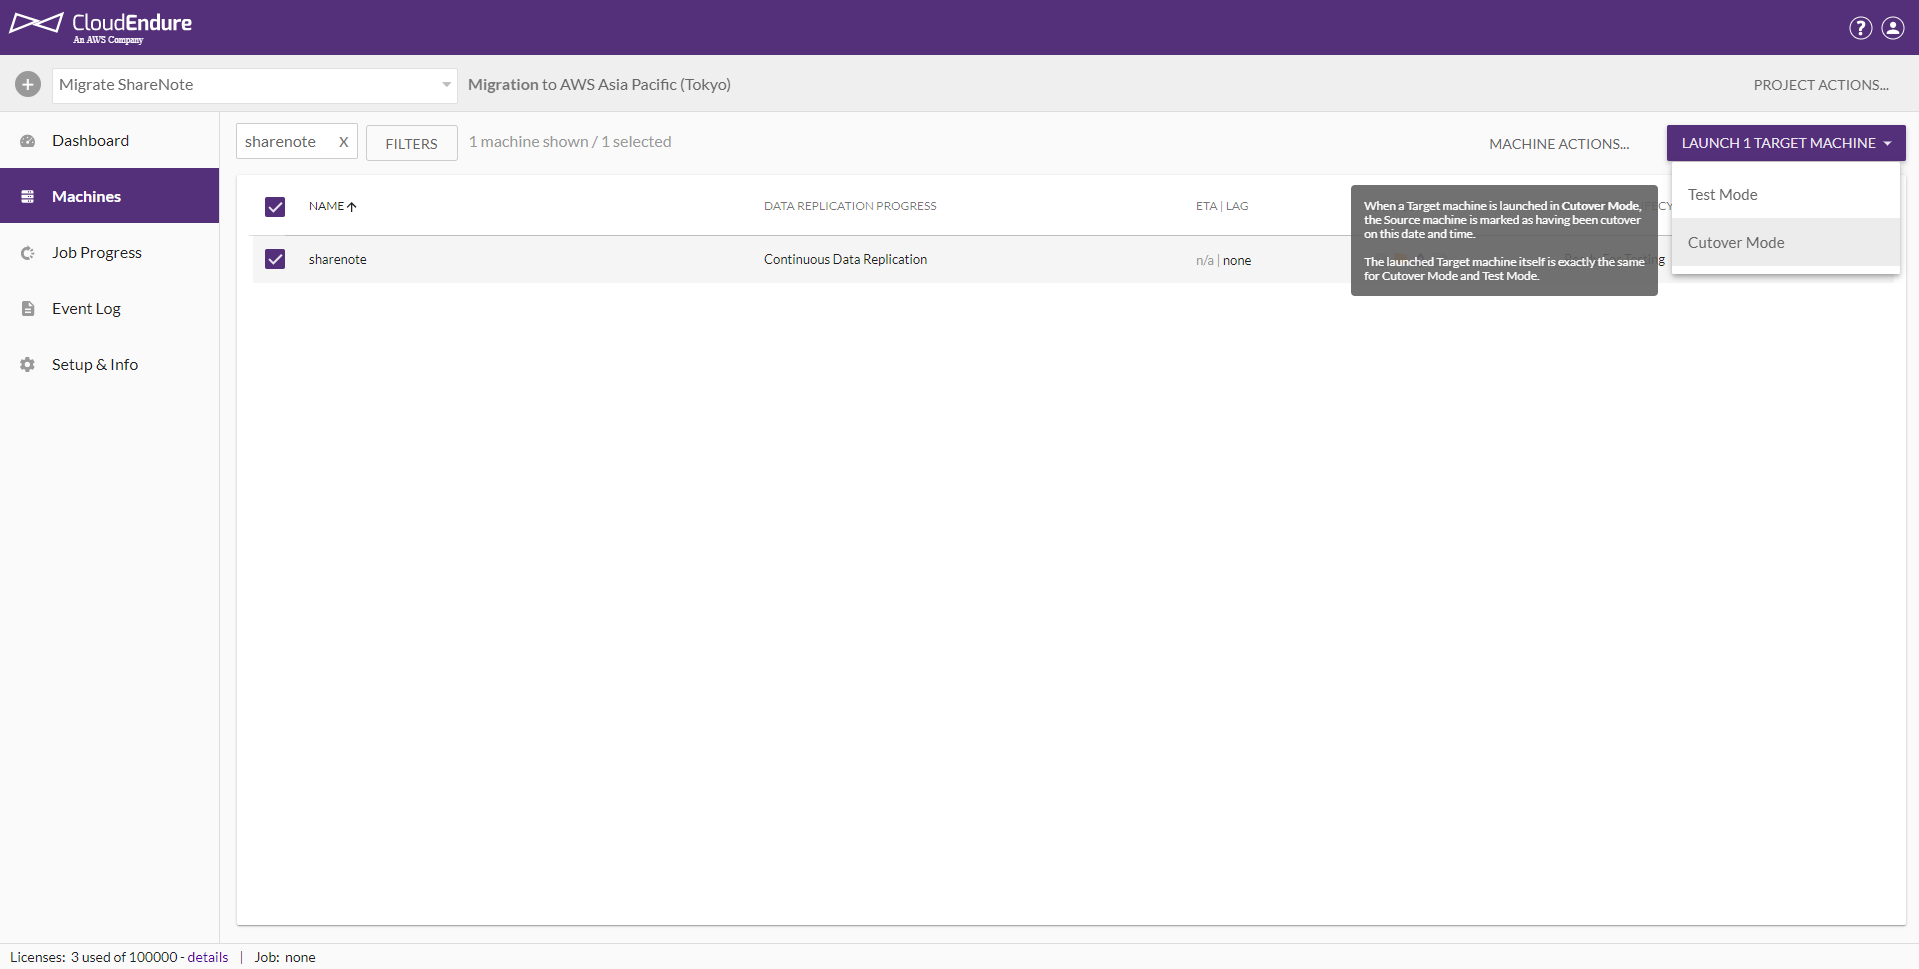 CloudEndure
An AWS Company
?
Migrate ShareNote
Migration to AWS Asia Pacific (Tokyo)
PROJECT ACTIONS...
Dashboard
Machines
Job Progress
Event Log
Setup & Info
sharenote X
FILTERS
1 machine shown / 1 selected
MACHINE ACTIONS...
LAUNCH 1 TARGET MACHINE
Test Mode
Cutover Mode
NAME
DATA REPLICATION PROGRESS
ETA | LAG
When a Target machine is launched in Cutover Mode,
the Source machine is marked as having been cutover
on this date and time.
The launched Target machine itself is exactly the same
for Cutover Mode and Test Mode.
sharenote
Continuous Data Replication
n/a | none
Licenses: 3 used of 100000 - details | Job: none